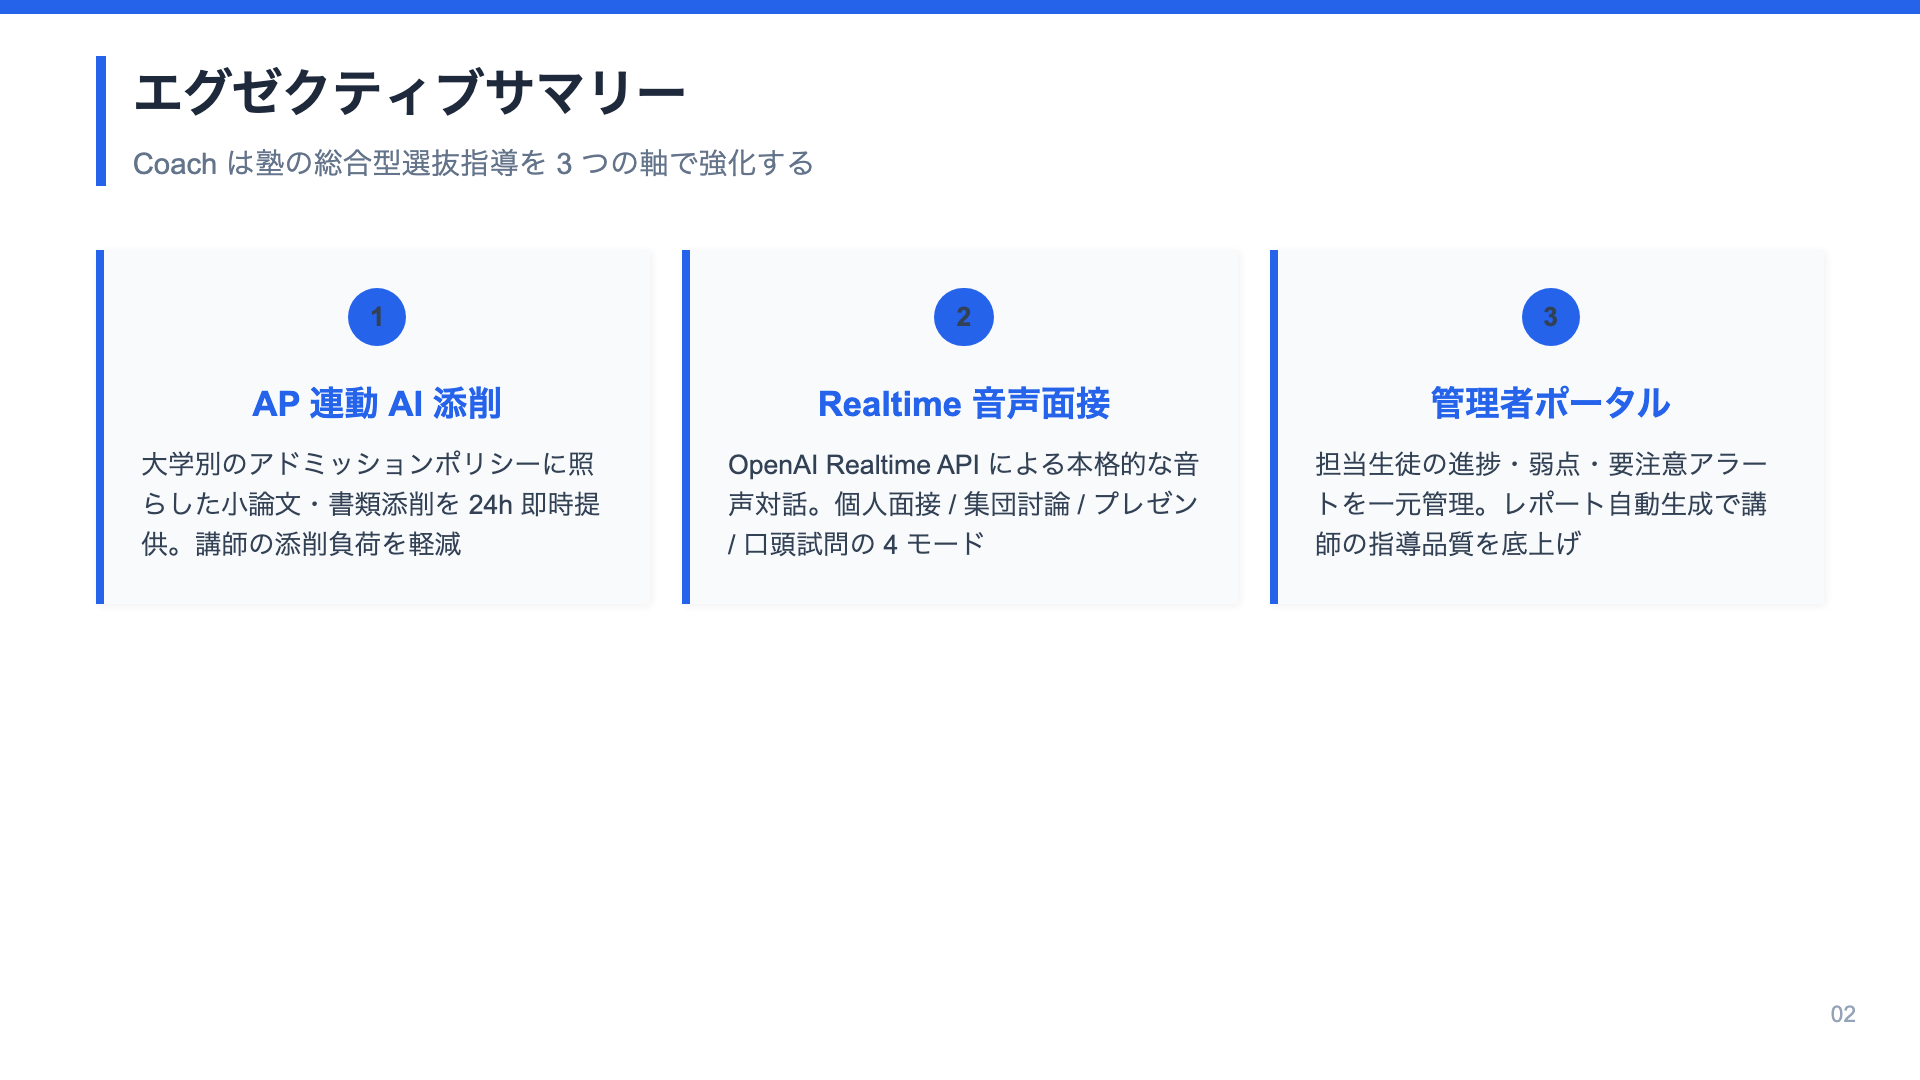 エグゼクティブサマリー
Coach は塾の総合型選抜指導を 3 つの軸で強化する
1
AP 連動 AI 添削
大学別のアドミッションポリシーに照
らした小論文・書類添削を 24h 即時提
供。講師の添削負荷を軽減
2
Realtime 音声面接
OpenAI Realtime API による本格的な音
声対話。個人面接 / 集団討論 / プレゼン
/ 口頭試問の 4 モード
3
管理者ポータル
担当生徒の進捗・弱点・要注意アラー
トを一元管理。レポート自動生成で講
師の指導品質を底上げ
02